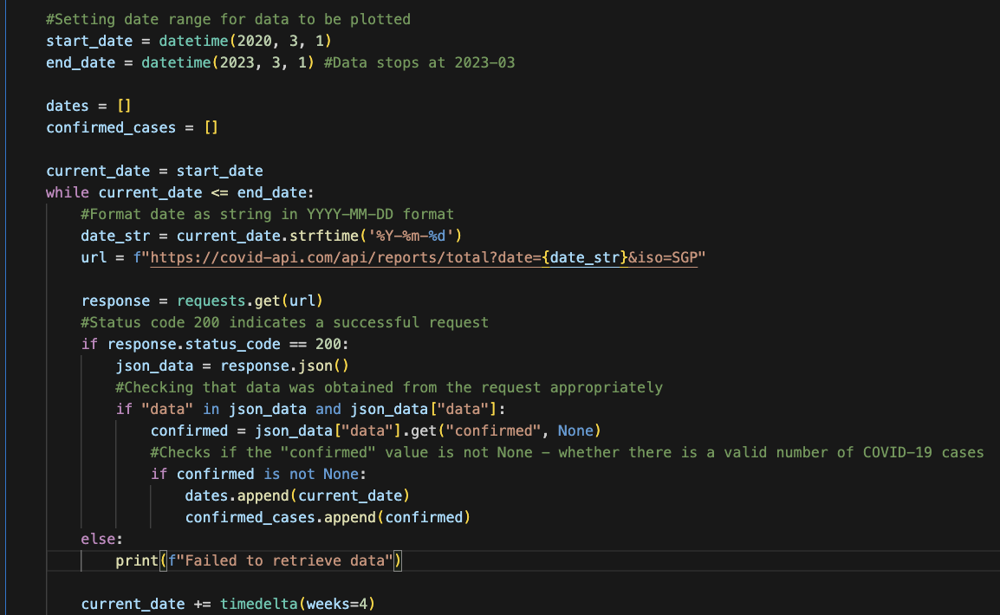 #Setting date range for data to be plotted
start_date = datetime(2020, 3, 1)
end_date = datetime(2023, 3, 1) #Data stops at 2023-03
dates = []
confirmed_cases = []
current_date = start_date
while current_date <= end_date:
#Format date as string in YYYY-MM-DD format
date_str = current_date.strftime('%Y-%m-%d')
url = f"https://covid-api.com/api/reports/total?date={date_str}&iso=SGP"
response = requests.get(url)
#Status code 200 indicates a successful request
if response.status_code == 200:
json_data = response.json()
#Checking that data was obtained from the request appropriately
if "data" in json_data and json_data["data"]:
confirmed = json_data["data"].get("confirmed", None)
#Checks if the "confirmed" value is not None - whether there is a valid number of COVID-19 cases
if confirmed is not None:
dates.append(current_date)
confirmed_cases.append(confirmed)
else:
print(f"Failed to retrieve data")
current_date += timedelta(weeks=4)